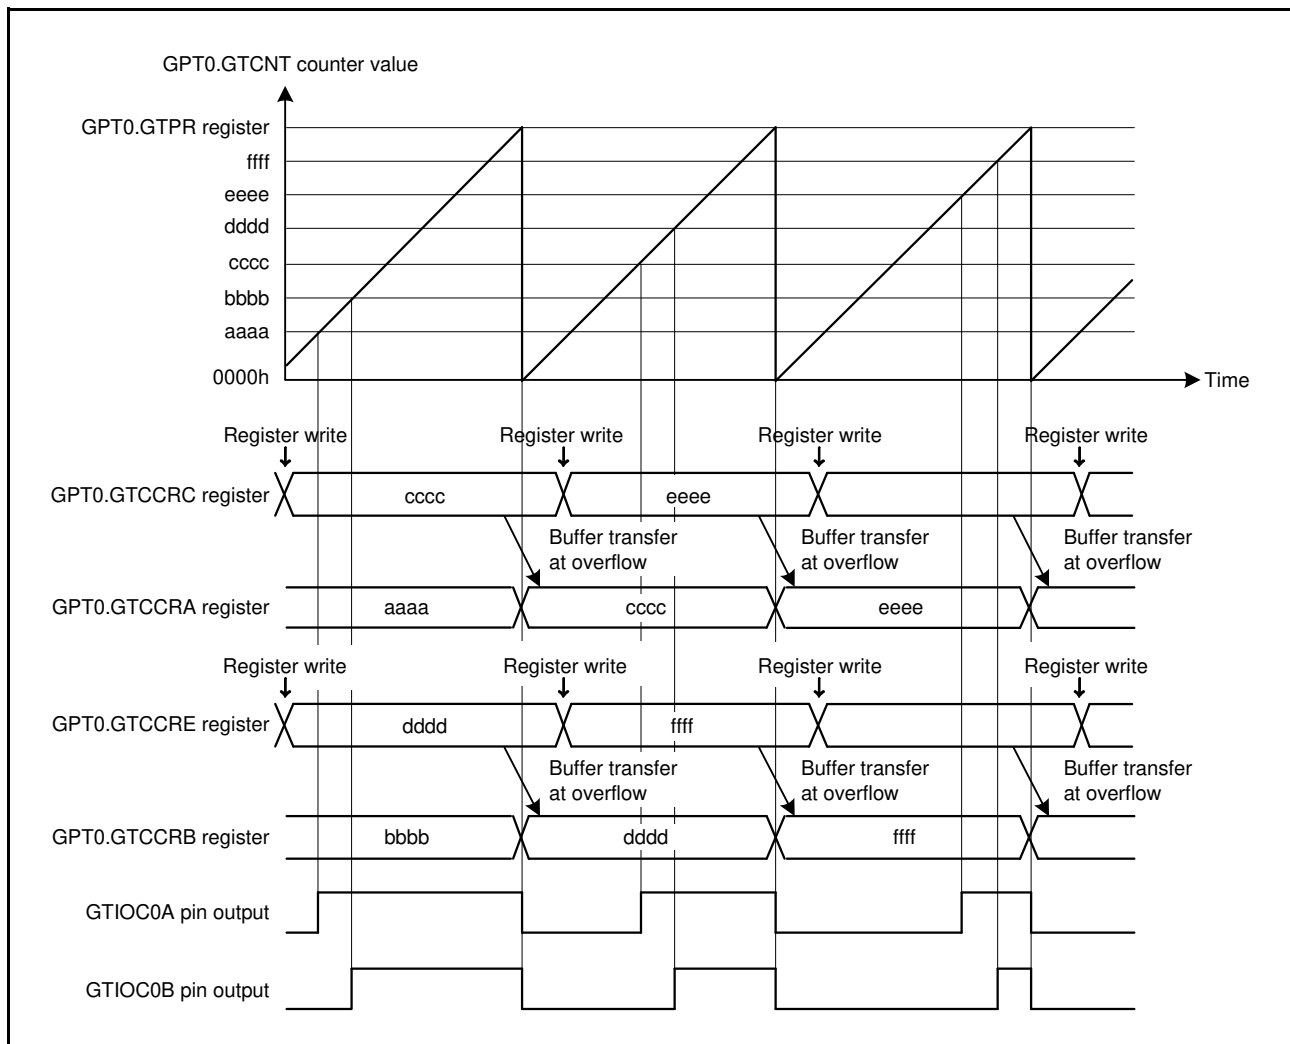 GPT0.GTCNT counter value
GPT0.GTPR register
ffff
eeee
dddd
cccc
bbbb
aaaa
0000h
Time
Register write Register write Register write Register write
GPT0.GTCCRC register cccc eeee
Buffer transfer Buffer transfer Buffer transfer
at overflow at overflow at overflow
GPT0.GTCCRA register aaaa cccc eeee
Register write Register write Register write Register write
GPT0.GTCCRE register dddd ffff
Buffer transfer Buffer transfer Buffer transfer
at overflow at overflow at overflow
GPT0.GTCCRB register bbbb dddd ffff
GTIOC0A pin output
GTIOC0B pin output